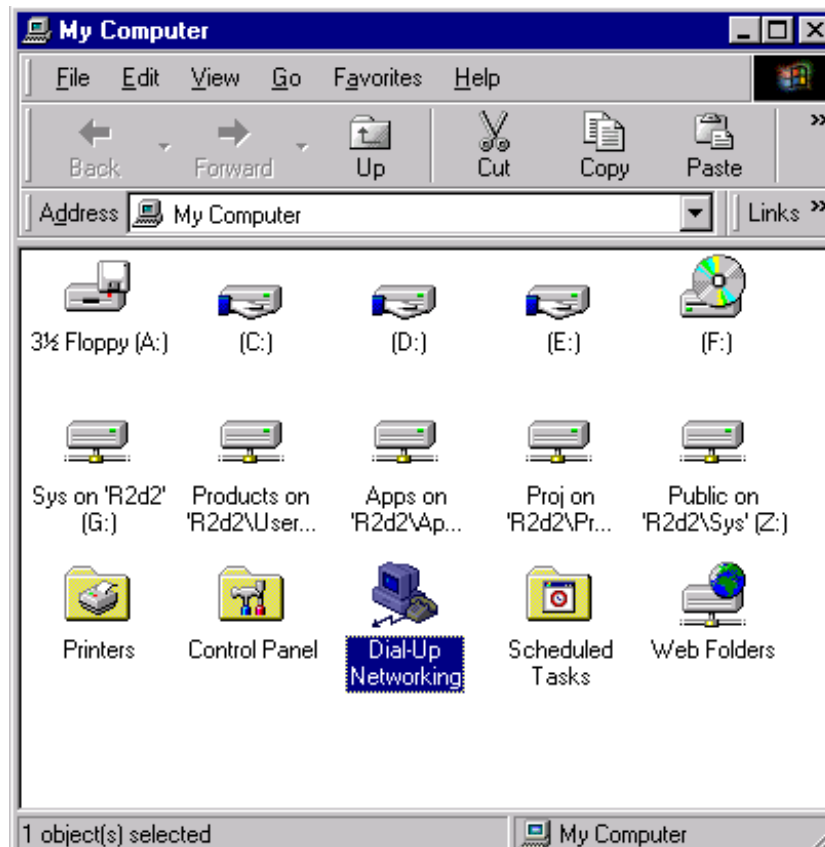 My Computer
File Edit View Go Favorites Help
Back Forward Up Cut Copy Paste »
Address My Computer Links »
3½ Floppy (A:) (C:) (D:) (E:) (F:)
Sys on 'R2d2' Products on Apps on Proj on Public on
(G:) 'R2d2\User... 'R2d2\Ap... 'R2d2\Pr... 'R2d2\Sys' (Z:)
Printers Control Panel Dial-Up Scheduled Web Folders
Networking Tasks
1 object(s) selected My Computer